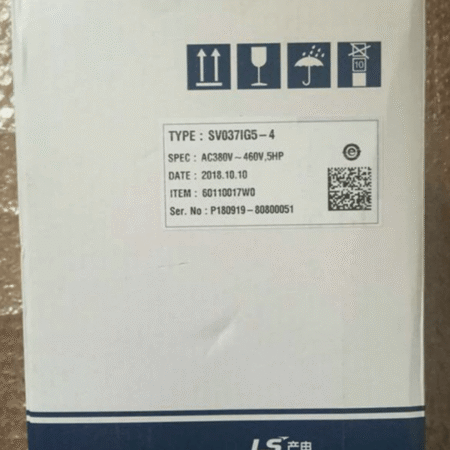 10
TYPE : SV037IG5-4
SPEC : AC380V~460V,5HP
DATE : 2018.10.10
ITEM : 60110017W0
Ser. No : P180919-80800051
LS 产电